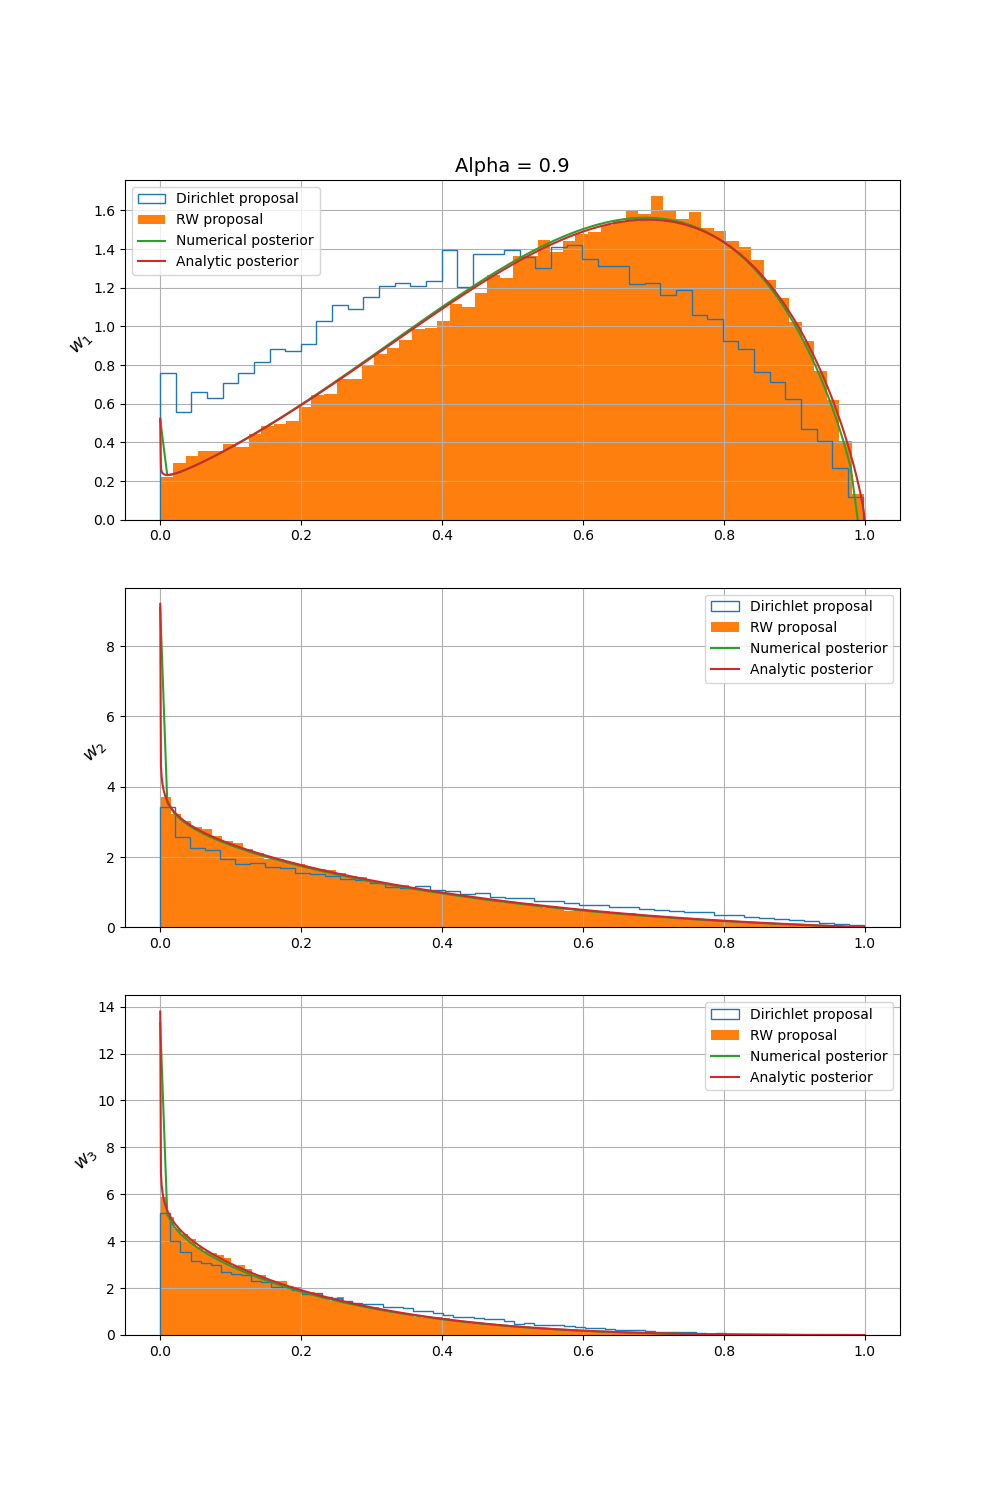 Alpha = 0.9
Dirichlet proposal
RW proposal
Numerical posterior
Analytic posterior
w₁
1.6
1.4
1.2
1.0
0.8
0.6
0.4
0.2
0.0
0.0 0.2 0.4 0.6 0.8 1.0
Dirichlet proposal
RW proposal
Numerical posterior
Analytic posterior
w₂
8
6
4
2
0
0.0 0.2 0.4 0.6 0.8 1.0
Dirichlet proposal
RW proposal
Numerical posterior
Analytic posterior
w₃
14
12
10
8
6
4
2
0
0.0 0.2 0.4 0.6 0.8 1.0